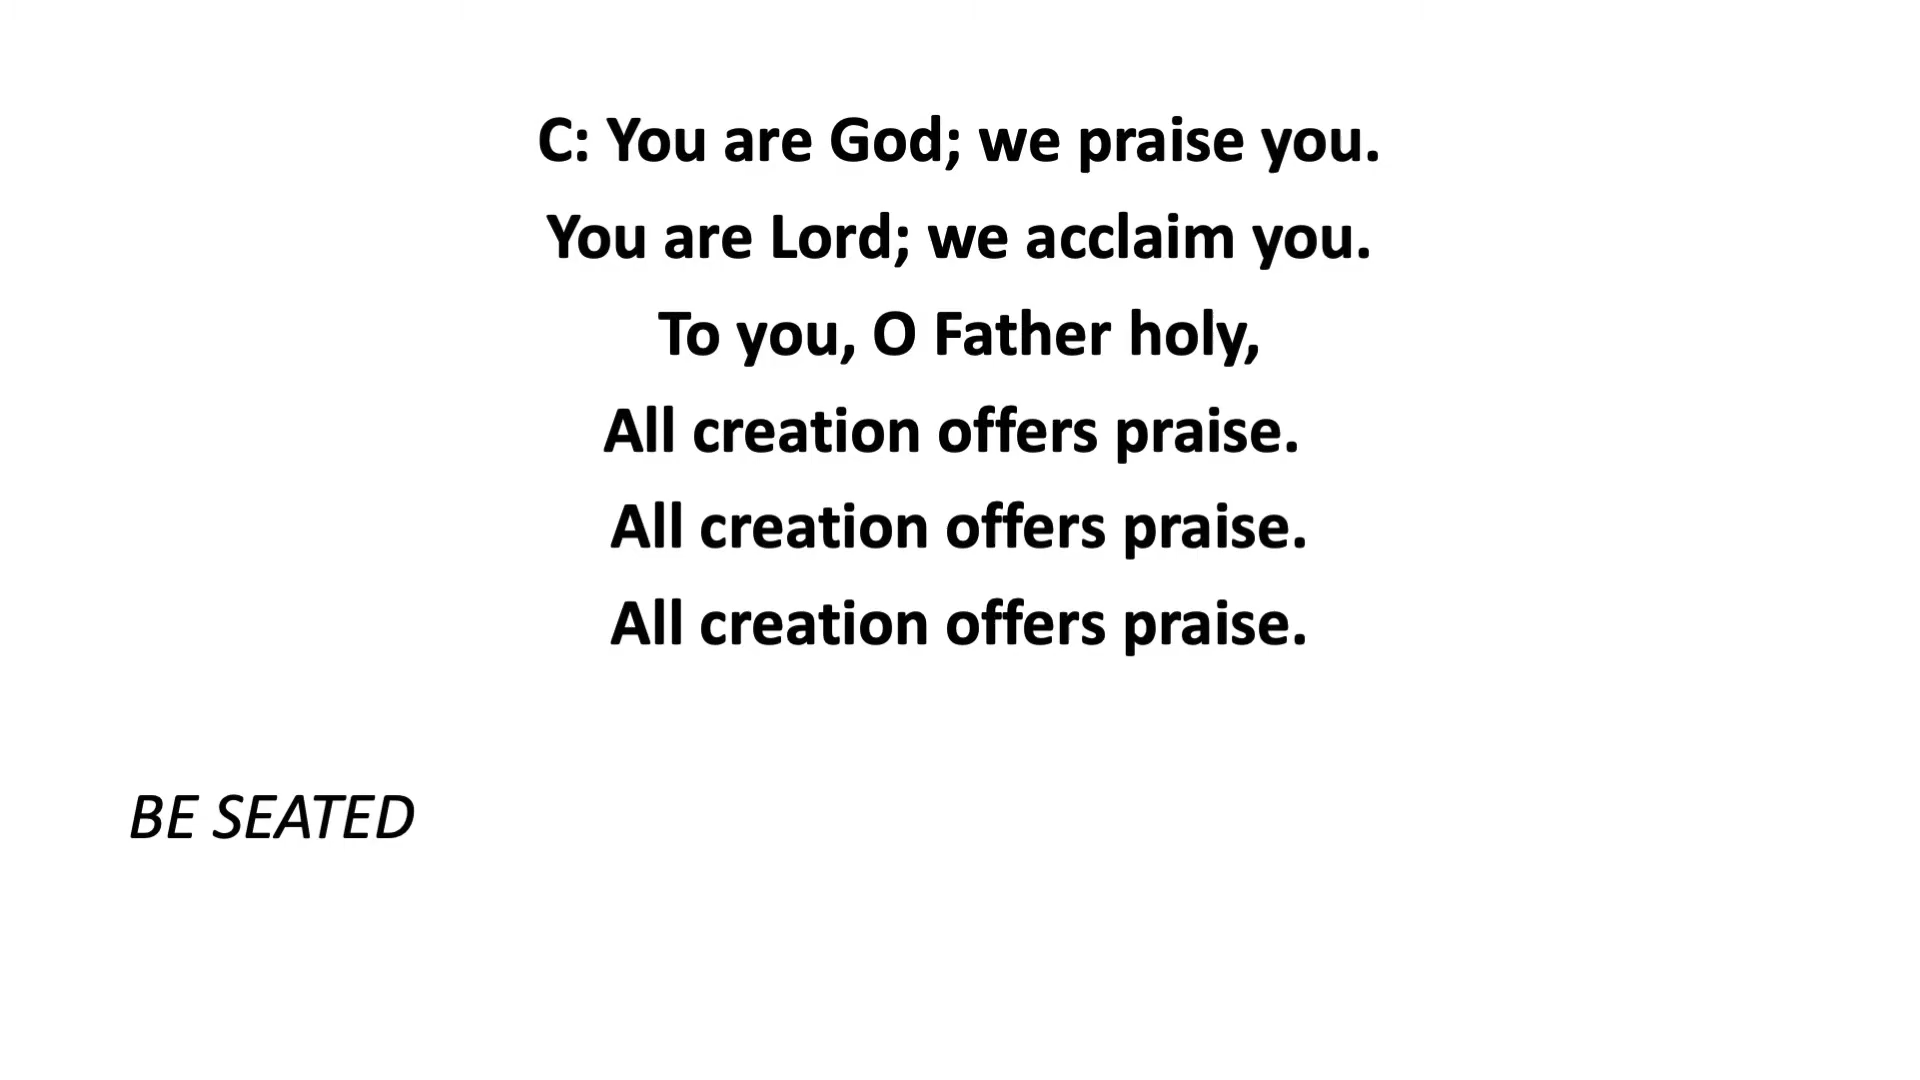 C: You are God; we praise you.
You are Lord; we acclaim you.
To you, O Father holy,
All creation offers praise.
All creation offers praise.
All creation offers praise.
BE SEATED